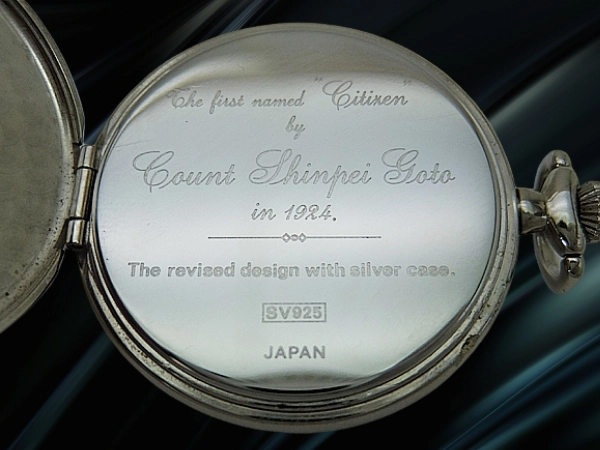 The first named "Citizen"
by
Count Shinpei Goto
in 1924.
The revised design with silver case.
SV925
JAPAN